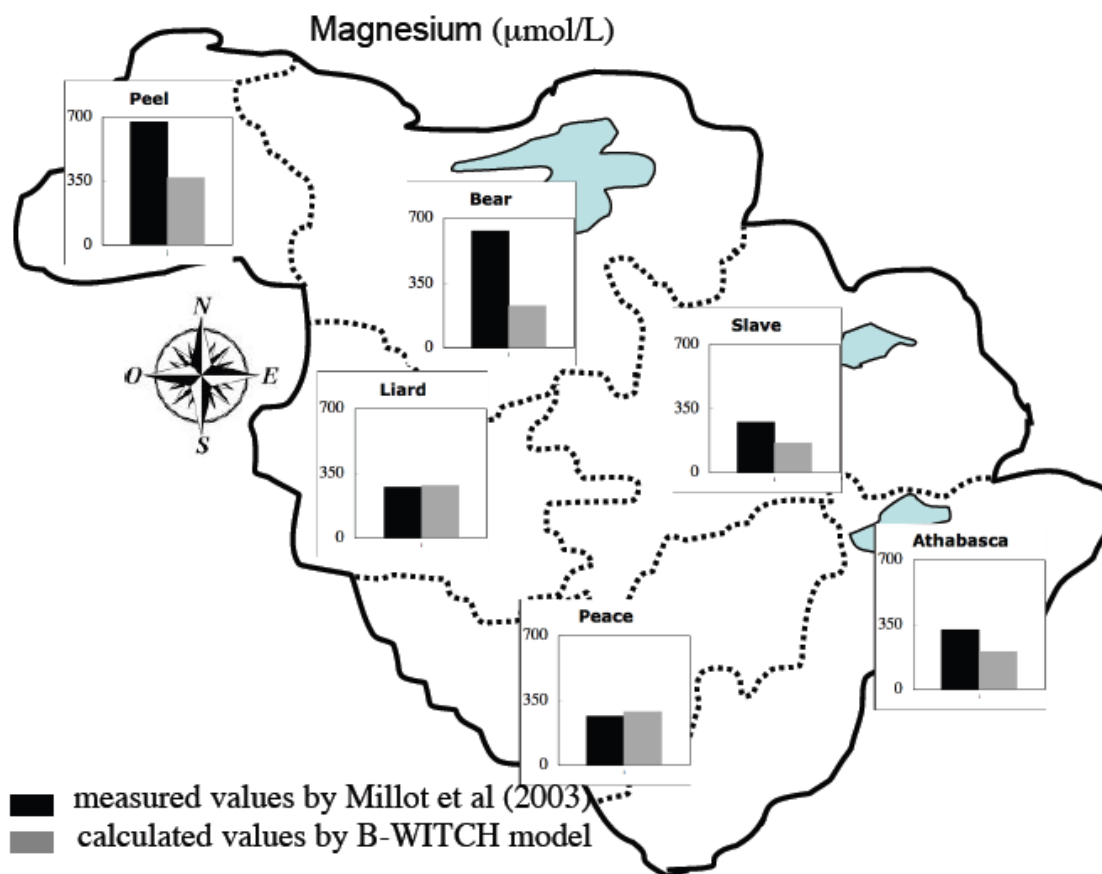 Magnesium (μmol/L)
Peel
700
350
0
Bear
700
350
0
N
O E
S
Liard
700
350
0
Slave
700
350
0
Athabasca
700
350
0
Peace
700
350
0
measured values by Millot et al (2003)
calculated values by B-WITCH model